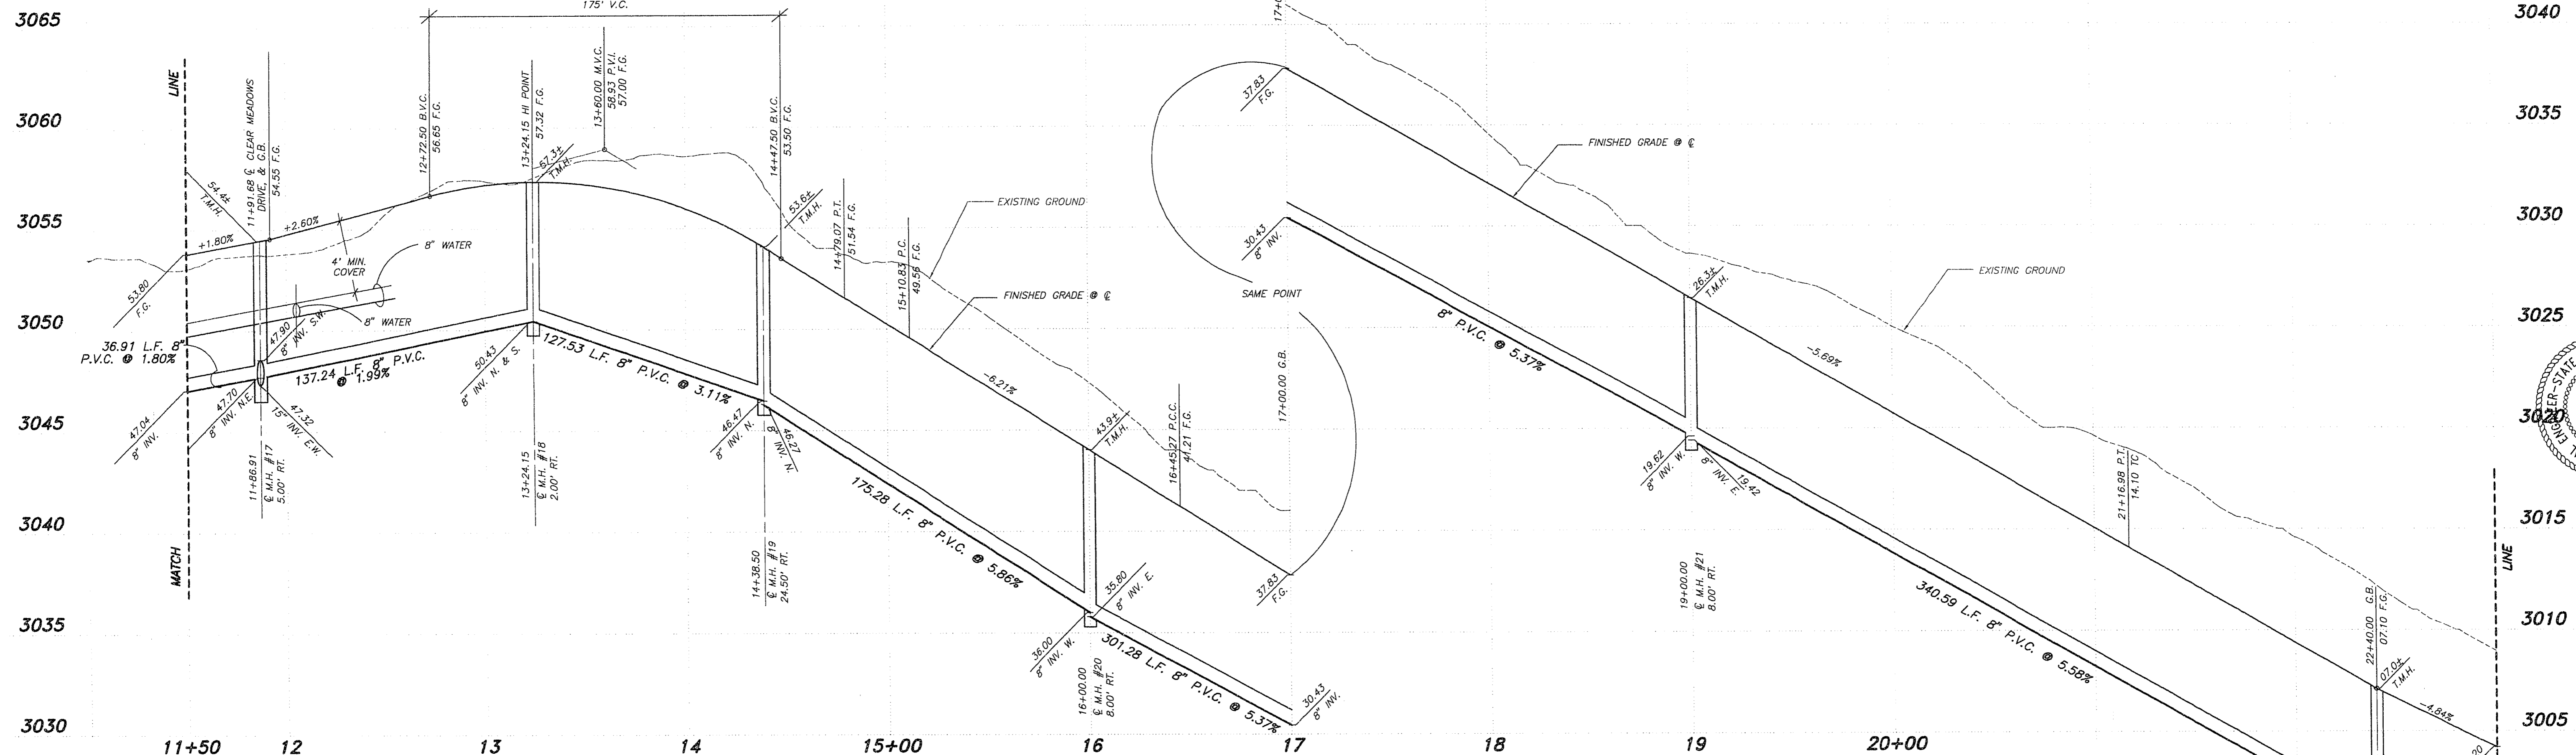 175' V.C.
3065
3060
3055
3050
3045
3040
3035
3030
LINE
MATCH
53.80
F.G.
+1.80%
54.4±
T.M.H.
11+91.68 ℄ CLEAR MEADOWS
DRIVE, & G.B.
54.55 F.G.
+2.60%
4' MIN.
COVER
8" WATER
8" WATER
36.91 L.F. 8"
P.V.C. @ 1.80%
47.04
8" INV.
47.70
8" INV. N.E.
47.90
8" INV. S.W.
47.32
15" INV. E.W.
11+86.91
℄ M.H. #17
5.00' RT.
137.24 L.F. 8" P.V.C.
@ 1.99%
12+72.50 B.V.C.
56.65 F.G.
13+24.15 HI POINT
57.32 F.G.
57.3±
T.M.H.
13+60.00 M.V.C.
58.93 P.V.I.
57.00 F.G.
50.43
8" INV. N. & S.
13+24.15
℄ M.H. #18
2.00' RT.
127.53 L.F. 8" P.V.C. @ 3.11%
14+47.50 B.V.C.
53.50 F.G.
53.6±
T.M.H.
46.47
8" INV. N.
46.27
8" INV. N.
14+38.50
℄ M.H. #19
24.50' RT.
14+79.07 P.T.
51.54 F.G.
15+10.83 P.C.
49.56 F.G.
EXISTING GROUND
FINISHED GRADE @ ℄
-6.21%
175.28 L.F. 8" P.V.C. @ 5.86%
43.9±
T.M.H.
16+45.27 P.C.C.
41.21 F.G.
36.00
8" INV. W.
35.80
8" INV. E.
16+00.00
℄ M.H. #20
8.00' RT.
301.28 L.F. 8" P.V.C. @ 5.37%
37.83
F.G.
30.43
8" INV.
17+00.00 G.B.
SAME POINT
37.83
F.G.
30.43
8" INV.
FINISHED GRADE @ ℄
8" P.V.C. @ 5.37%
26.3±
T.M.H.
19.62
8" INV. W.
19.42
8" INV. E.
19+00.00
℄ M.H. #21
8.00' RT.
EXISTING GROUND
-5.69%
340.59 L.F. 8" P.V.C. @ 5.58%
21+16.98 P.T.
14.10 TC
22+40.00 G.B.
07.10 F.G.
07.0±
T.M.H.
-4.84%
LINE
3040
3035
3030
3025
3020
3015
3010
3005
11+50 12 13 14 15+00 16 17 18 19 20+00